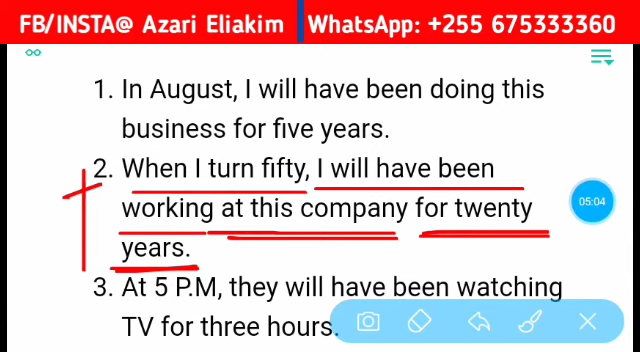 FB/INSTA@ Azari Eliakim WhatsApp: +255 675333360
1. In August, I will have been doing this
business for five years.
2. When I turn fifty, I will have been
working at this company for twenty
years.
05:04
3. At 5 P.M, they will have been watching
TV for three hours.